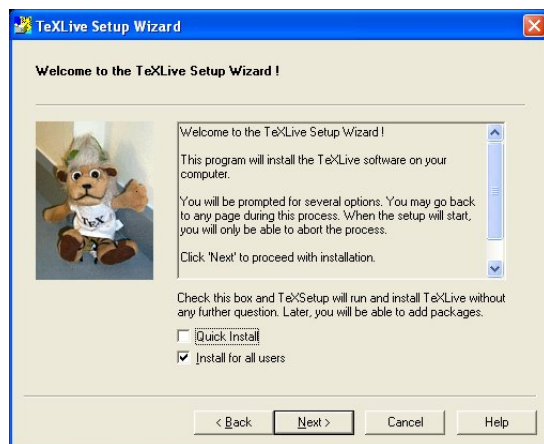 TeXLive Setup Wizard
Welcome to the TeXLive Setup Wizard !
Welcome to the TeXLive Setup Wizard !
This program will install the TeXLive software on your
computer.
You will be prompted for several options. You may go back
to any page during this process. When the setup will start,
you will only be able to abort the process.
Click 'Next' to proceed with installation.
TEX
Check this box and TeXSetup will run and install TeXLive without
any further question. Later, you will be able to add packages.
Quick Install
Install for all users
< Back
Next >
Cancel
Help